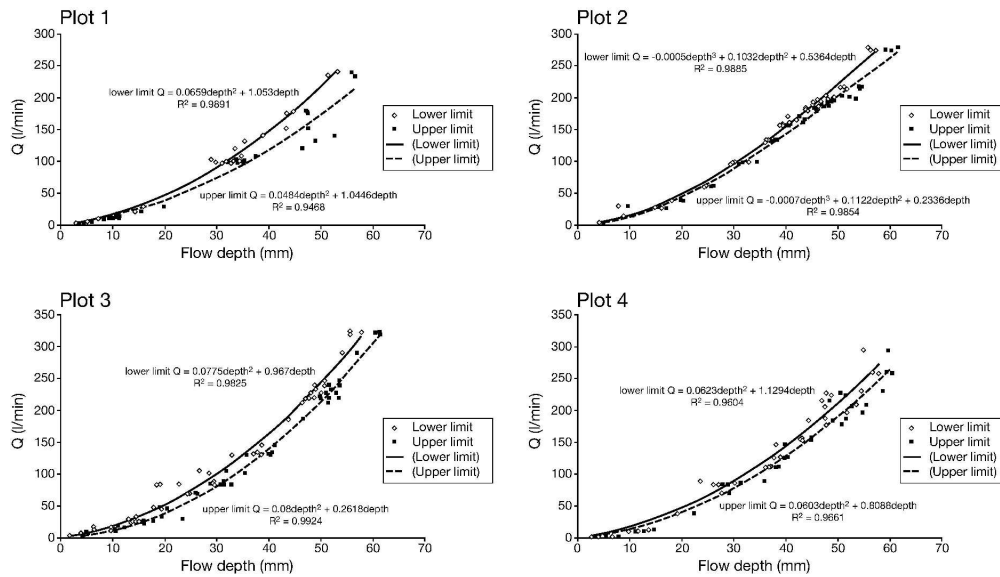 Plot 1
300
250
200
150
100
50
0
Q (l/min)
lower limit Q = 0.0659depth² + 1.053depth
R² = 0.9891
upper limit Q = 0.0484depth² + 1.0446depth
R² = 0.9468
0 10 20 30 40 50 60 70
Flow depth (mm)
Lower limit
Upper limit
(Lower limit)
(Upper limit)
Plot 2
300
250
200
150
100
50
0
Q (l/min)
lower limit Q = -0.0005depth³ + 0.1032depth² + 0.5364depth
R² = 0.9885
upper limit Q = -0.0007depth³ + 0.1122depth² + 0.2336depth
R² = 0.9854
0 10 20 30 40 50 60 70
Flow depth (mm)
Lower limit
Upper limit
(Lower limit)
(Upper limit)
Plot 3
350
300
250
200
150
100
50
0
Q (l/min)
lower limit Q = 0.0775depth² + 0.967depth
R² = 0.9825
upper limit Q = 0.08depth² + 0.2618depth
R² = 0.9924
0 10 20 30 40 50 60 70
Flow depth (mm)
Lower limit
Upper limit
(Lower limit)
(Upper limit)
Plot 4
350
300
250
200
150
100
50
0
Q (l/min)
lower limit Q = 0.0623depth² + 1.1294depth
R² = 0.9604
upper limit Q = 0.0603depth² + 0.8088depth
R² = 0.9661
0 10 20 30 40 50 60 70
Flow depth (mm)
Lower limit
Upper limit
(Lower limit)
(Upper limit)